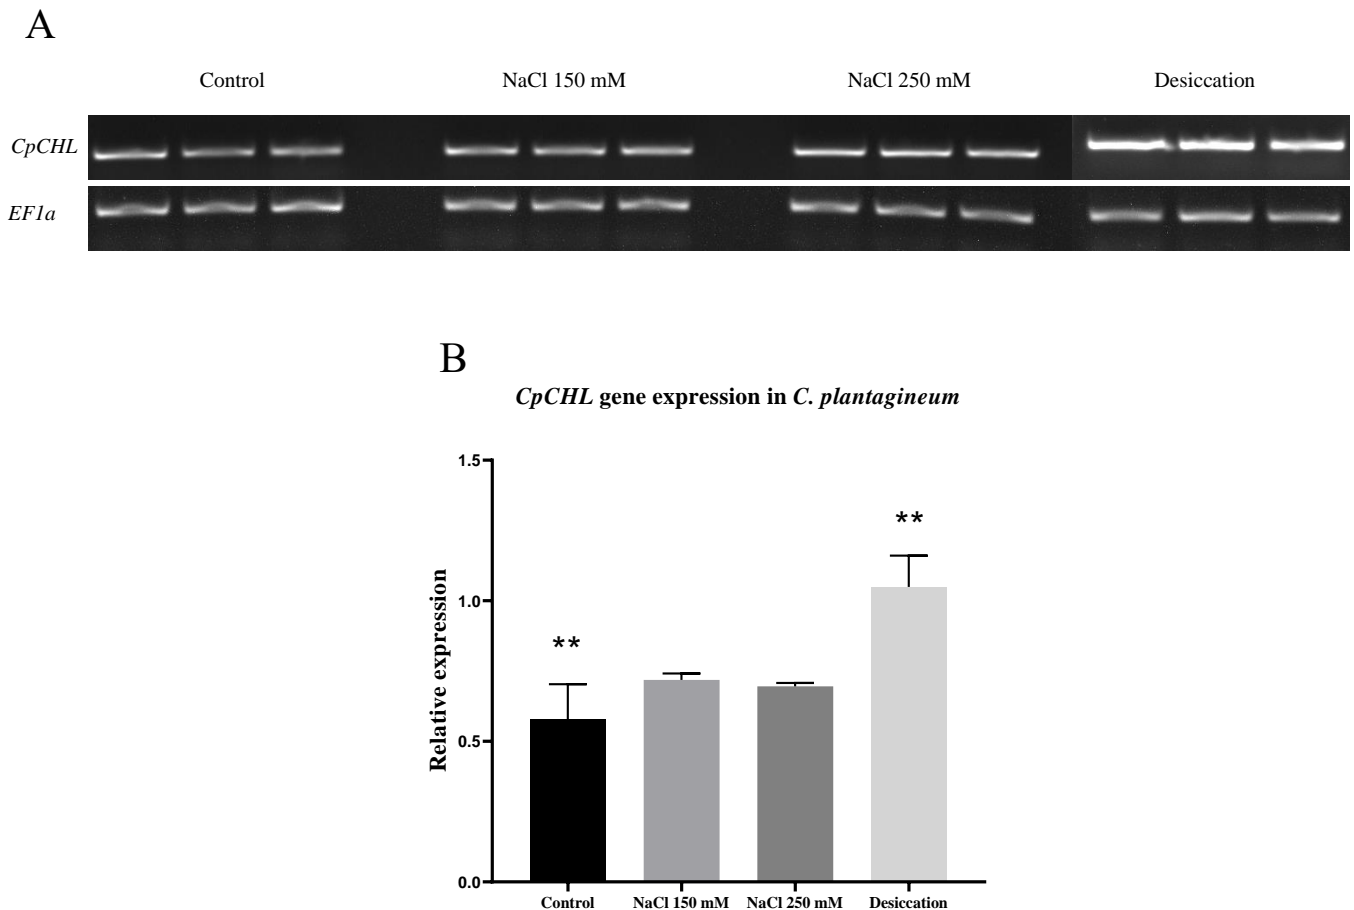 A
Control NaCl 150 mM NaCl 250 mM Desiccation
CpCHL
EF1a
B
CpCHL gene expression in C. plantagineum
1.5
**
1.0
**
Relative expression
0.5
0.0
Control NaCl 150 mM NaCl 250 mM Desiccation